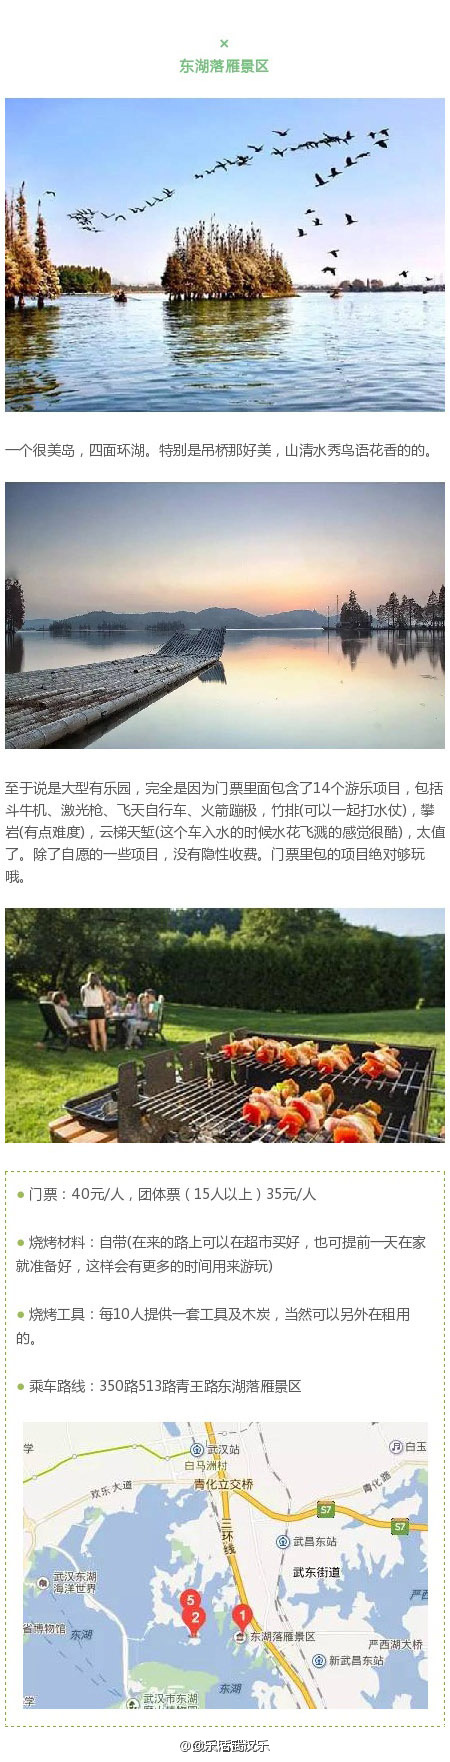 ×
东湖落雁景区
一个很美岛，四面环湖。特别是吊桥那好美，山清水秀鸟语花香的的。
至于说是大型有乐园，完全是因为门票里面包含了14个游乐项目，包括
斗牛机、激光枪、飞天自行车、火箭蹦极，竹排(可以一起打水仗)，攀
岩(有点难度)，云梯天堑(这个车入水的时候水花飞溅的感觉很酷)，太值
了。除了自愿的一些项目，没有隐性收费。门票里包的项目绝对够玩
哦。
● 门票：40元/人，团体票（15人以上）35元/人
● 烧烤材料：自带(在来的路上可以在超市买好，也可提前一天在家
就准备好，这样会有更多的时间用来游玩)
● 烧烤工具：每10人提供一套工具及木炭，当然可以另外在租用
的。
● 乘车路线：350路513路青王路东湖落雁景区
学
武汉站
白马洲村
白玉
青化立交桥
欢乐大道
青化路
三环线
S7
S7
武昌东站
武东街道
武汉东湖
海洋世界
严西
5
2
1
省博物馆
东湖
东湖落雁景区
严西湖大桥
新武昌东站
东湖
学
武汉市东湖